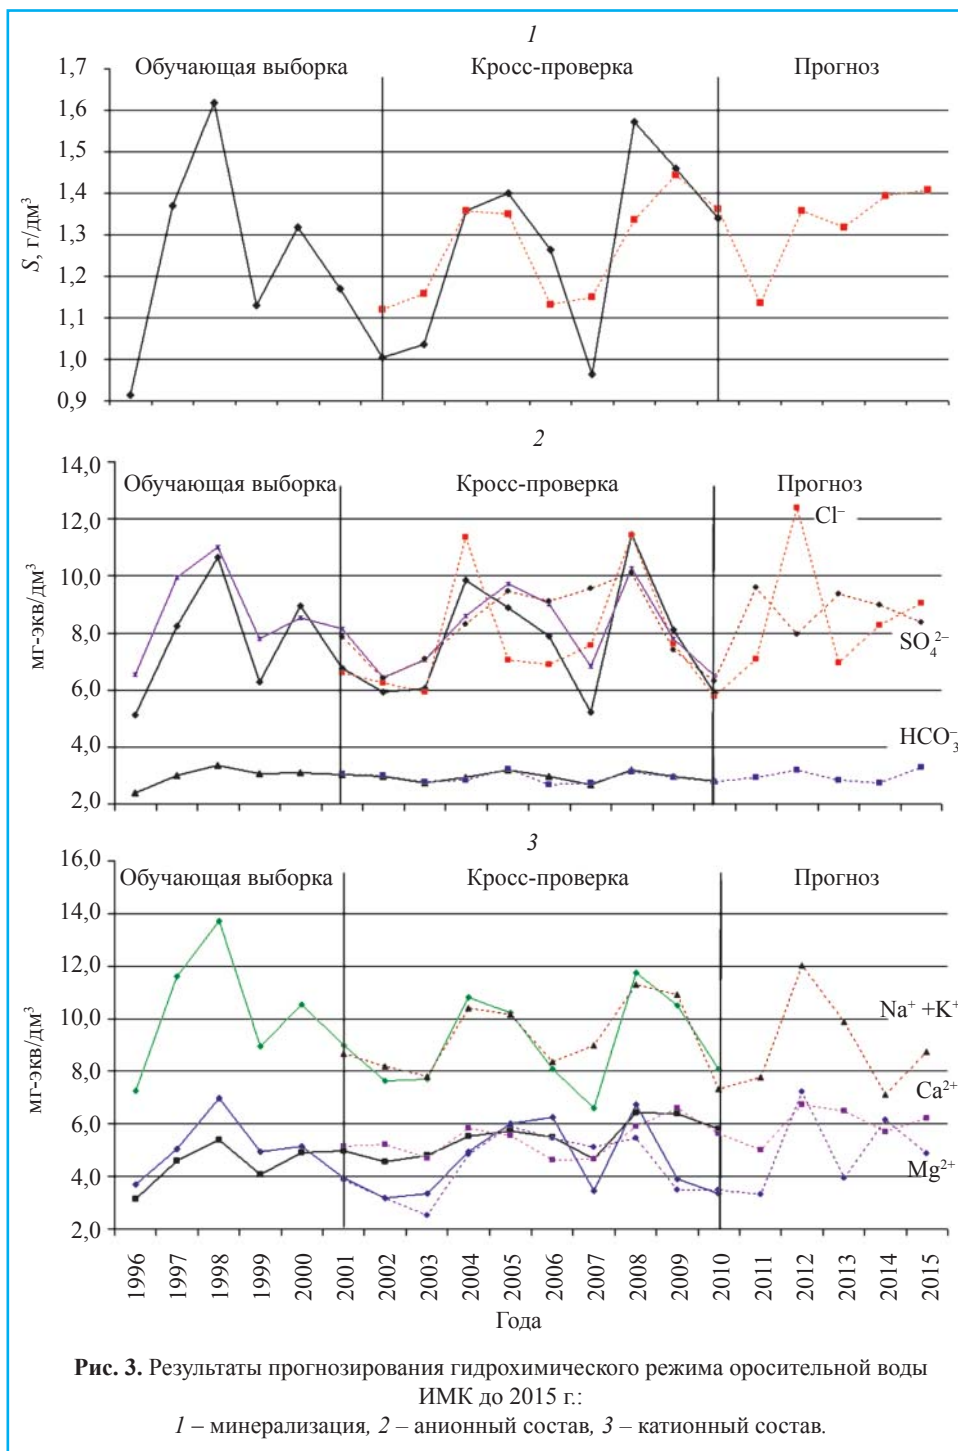 1
Обучающая выборка Кросс-проверка Прогноз
1,7
1,6
1,5
1,4
1,3
1,2
1,1
1,0
0,9
S, г/дм³
2
Обучающая выборка Кросс-проверка Прогноз
14,0
12,0
10,0
8,0
6,0
4,0
2,0
мг-экв/дм³
Cl⁻
SO₄²⁻
HCO₃⁻
3
Обучающая выборка Кросс-проверка Прогноз
16,0
14,0
12,0
10,0
8,0
6,0
4,0
2,0
мг-экв/дм³
Na⁺ +K⁺
Ca²⁺
Mg²⁺
1996 1997 1998 1999 2000 2001 2002 2003 2004 2005 2006 2007 2008 2009 2010 2011 2012 2013 2014 2015
Года
Рис. 3. Результаты прогнозирования гидрохимического режима оросительной воды
ИМК до 2015 г.:
1 – минерализация, 2 – анионный состав, 3 – катионный состав.